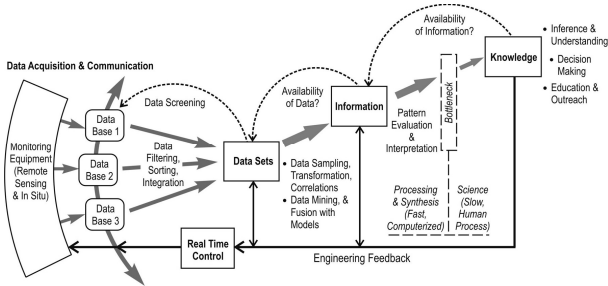 Availability
of Information?
Knowledge
• Inference &
Understanding
• Decision
Making
• Education &
Outreach
Data Acquisition & Communication
Availability
of Data?
Information
Bottleneck
Pattern
Evaluation &
Interpretation
Data Screening
Data
Base 1
Data
Base 2
Data
Base 3
Monitoring
Equipment
(Remote
Sensing
& In Situ)
Data
Filtering,
Sorting,
Integration
Data Sets
• Data Sampling,
Transformation,
Correlations
• Data Mining, &
Fusion with
Models
Processing
& Synthesis
(Fast,
Computerized)
Science
(Slow,
Human
Process)
Real Time
Control
Engineering Feedback